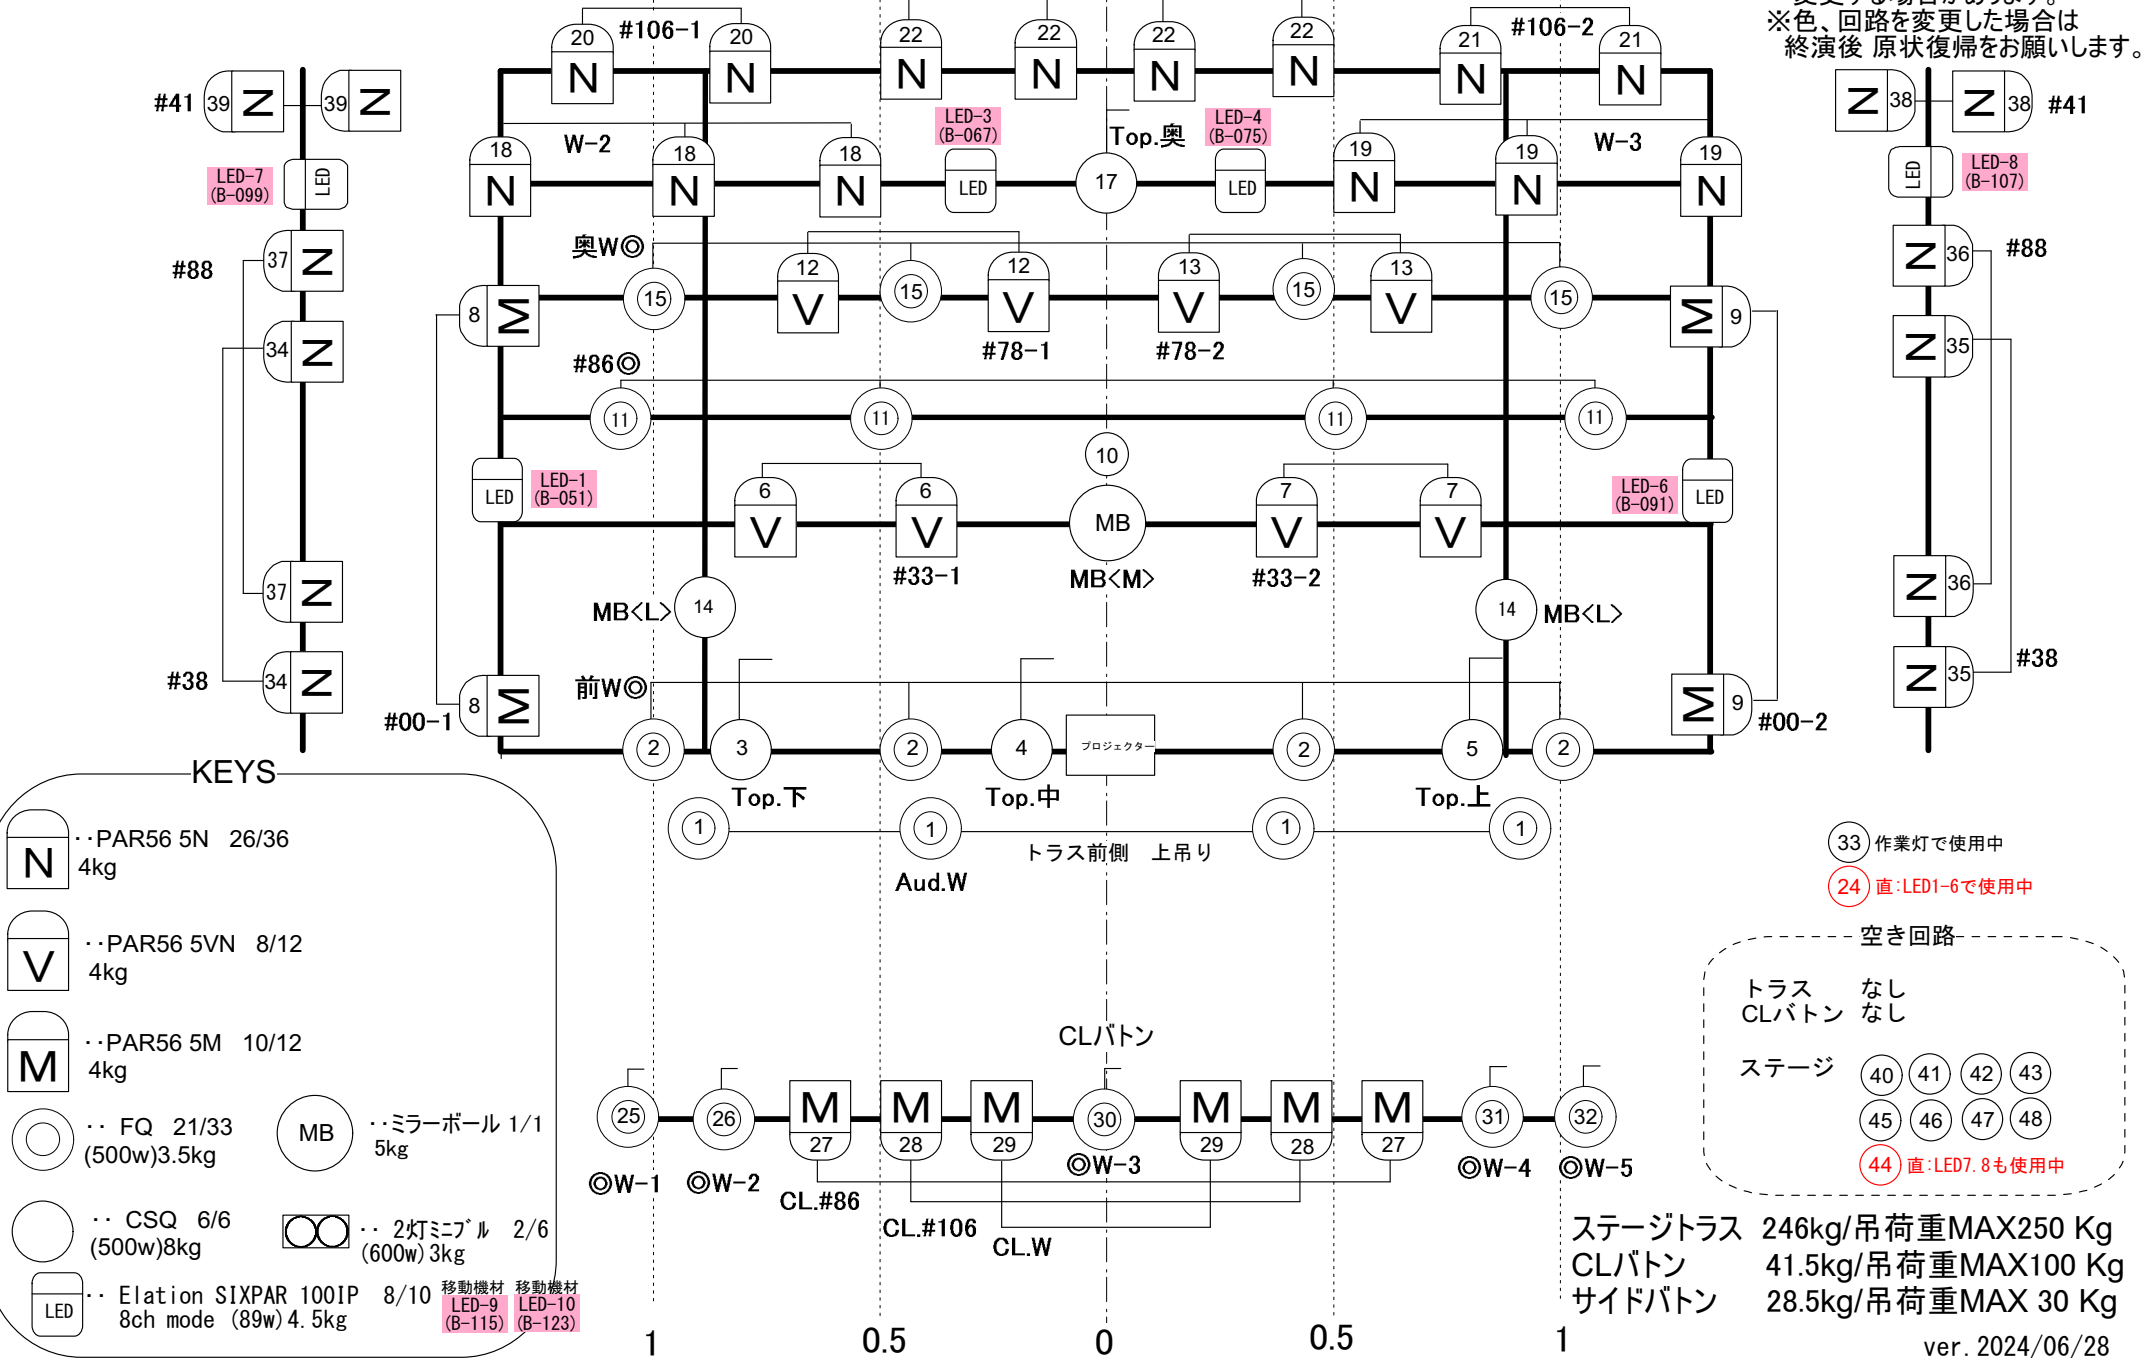 変更する場合があります。
※色、回路を変更した場合は
終演後 原状復帰をお願いします。
#106-1
#106-2
20 20 22 22 22 22 21 21
N N N N N N N N
#41 39 N 39 N
N 38 N 38 #41
W-2
LED-3
(B-067)
Top.奥
LED-4
(B-075)
W-3
18 18 18 19 19 19
N N N LED 17 LED N N N
LED-7
(B-099)
LED
LED
LED-8
(B-107)
#88
37 N
N 36
#88
奥W◎
12 12 13 13
8 M 15 V 15 V V 15 V 15 M 9
#78-1
#78-2
34 N
N 35
#86◎
11 11 11 11
10
LED
LED-1
(B-051)
LED-6
(B-091)
LED
6 6 7 7
V V MB V V
#33-1
MB<M>
#33-2
37 N
N 36
MB<L> 14
14 MB<L>
#38
34 N
N 35
#38
前W◎
#00-1
8 M
M 9
#00-2
2 3 2 4 プロジェクター 2 5 2
Top.下
Top.中
Top.上
1 1 1 1
トラス前側 上吊り
Aud.W
KEYS
N ‥PAR56 5N 26/36
4kg
V ‥PAR56 5VN 8/12
4kg
M ‥PAR56 5M 10/12
4kg
‥ FQ 21/33
(500w)3.5kg
MB ‥ミラーボール 1/1
5kg
‥ CSQ 6/6
(500w)8kg
‥ 2灯ミニブル 2/6
(600w)3kg
LED ‥ Elation SIXPAR 100IP 8/10
8ch mode (89w)4.5kg
移動機材
LED-9
(B-115)
移動機材
LED-10
(B-123)
33 作業灯で使用中
24 直:LED1-6で使用中
空き回路
トラス なし
CLバトン なし
ステージ 40 41 42 43
45 46 47 48
44 直:LED7.8も使用中
CLバトン
25 26 M M M 30 M M M 31 32
27 28 29 29 28 27
◎W-1
◎W-2
◎W-3
◎W-4
◎W-5
CL.#86
CL.#106
CL.W
ステージトラス 246kg/吊荷重MAX250 Kg
CLバトン 41.5kg/吊荷重MAX100 Kg
サイドバトン 28.5kg/吊荷重MAX 30 Kg
1 0.5 0 0.5 1
ver.2024/06/28